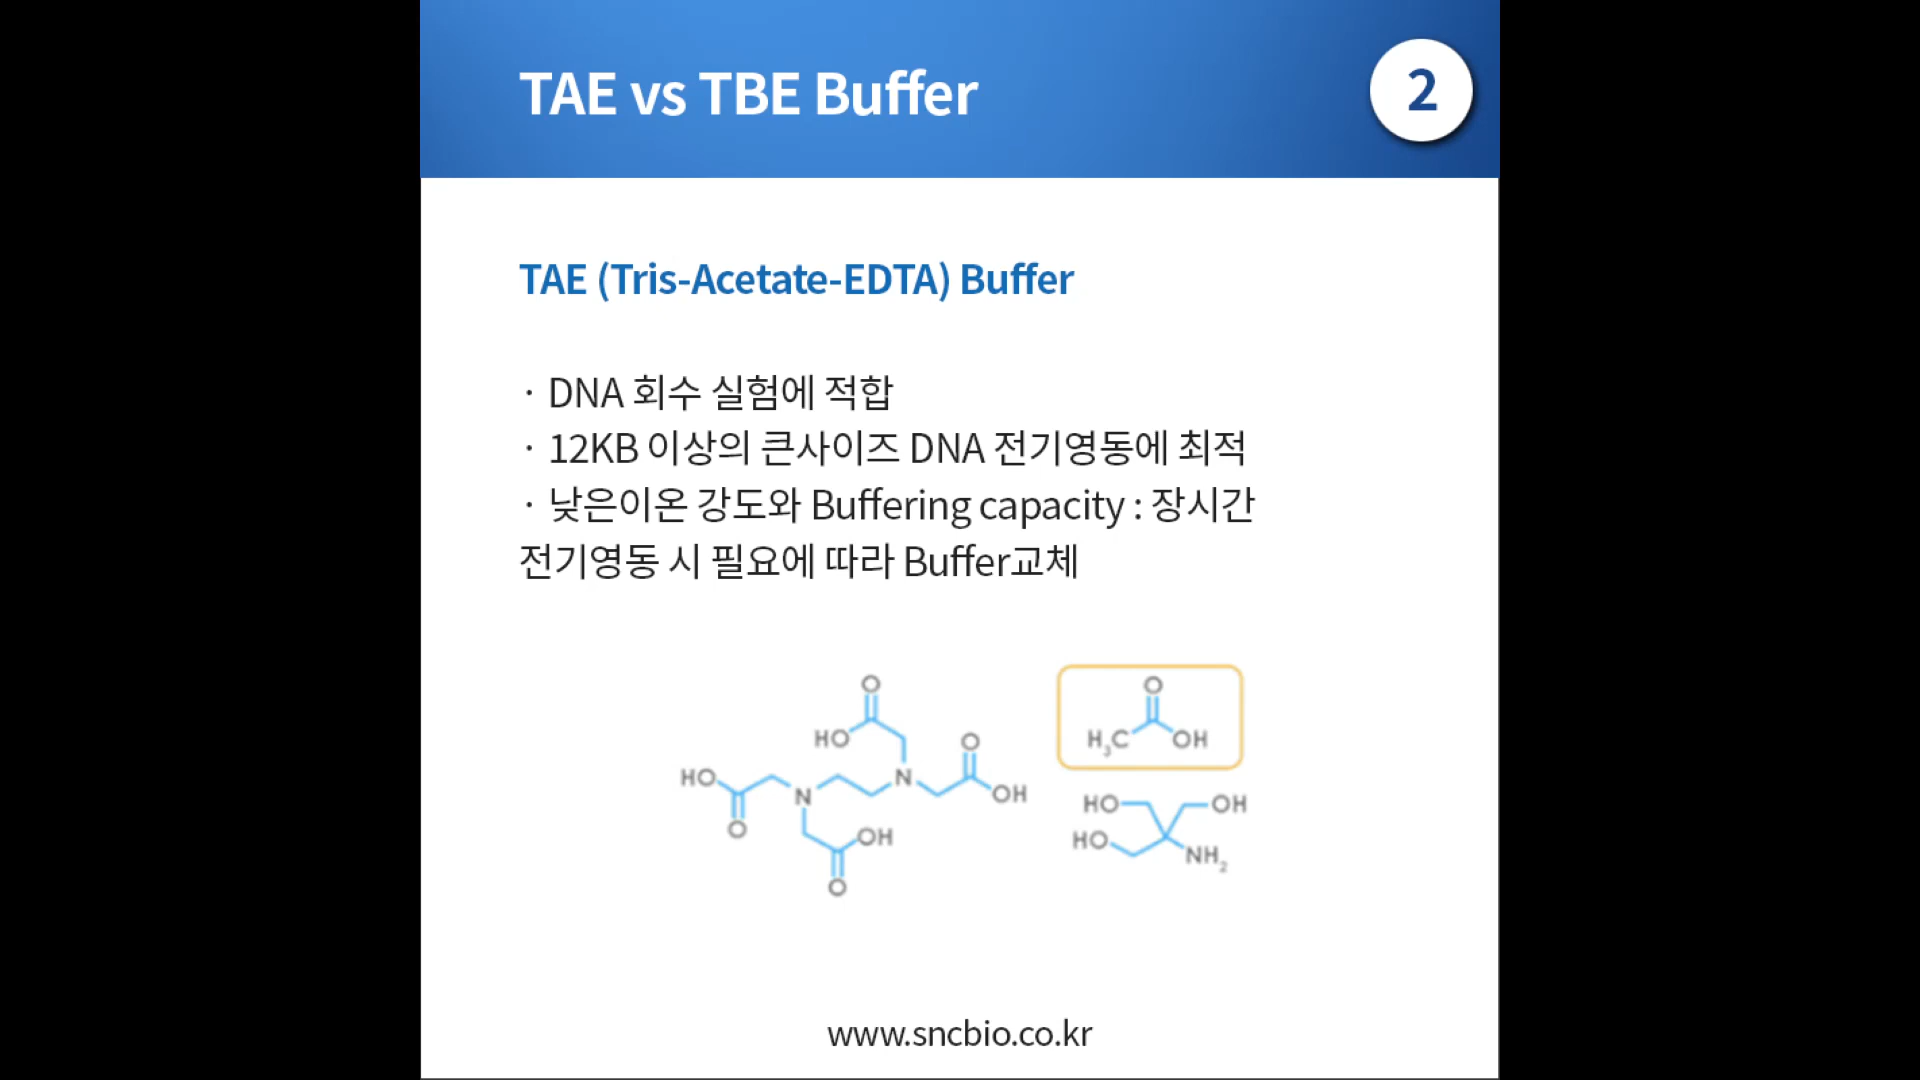 TAE vs TBE Buffer
2
TAE (Tris-Acetate-EDTA) Buffer
· DNA 회수 실험에 적합
· 12KB 이상의 큰사이즈 DNA 전기영동에 최적
· 낮은이온 강도와 Buffering capacity : 장시간
전기영동 시 필요에 따라 Buffer교체
O
HO
O
HO
N
N
OH
O
OH
O
O
H₃C
OH
HO
OH
HO
NH₂
www.sncbio.co.kr